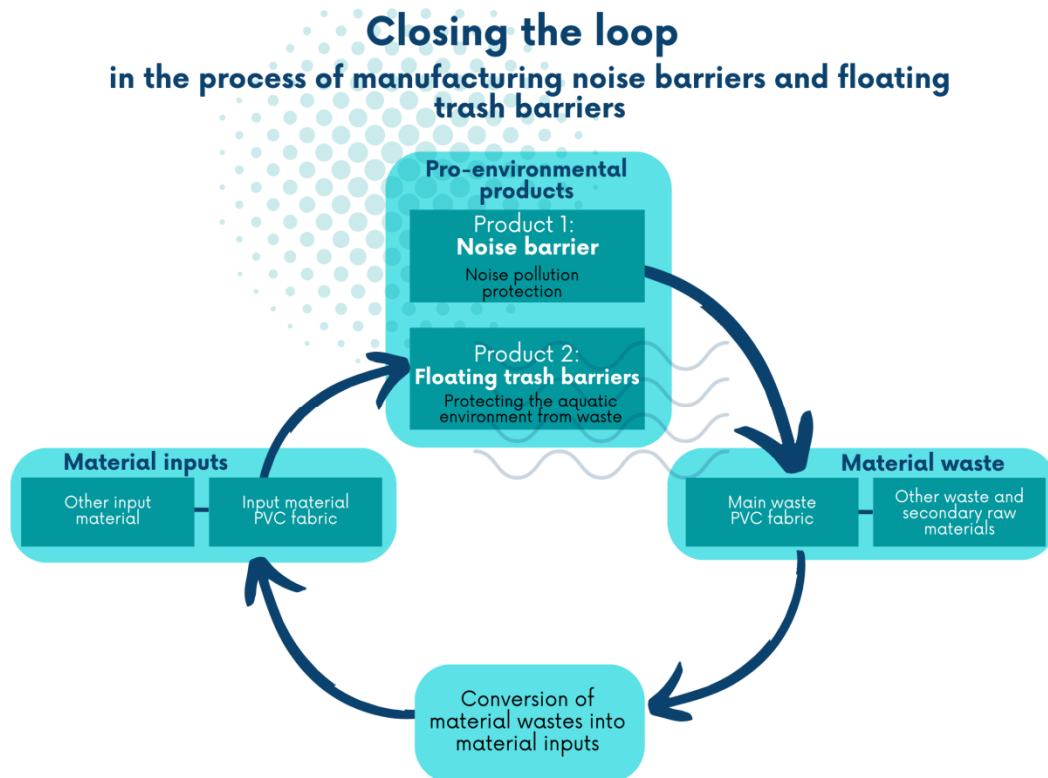 Closing the loop
in the process of manufacturing noise barriers and floating
trash barriers
Pro-environmental
products
Product 1:
Noise barrier
Noise pollution
protection
Product 2:
Floating trash barriers
Protecting the aquatic
environment from waste
Material inputs
Other input
material
Input material
PVC fabric
Material waste
Main waste
PVC fabric
Other waste and
secondary raw
materials
Conversion of
material wastes into
material inputs